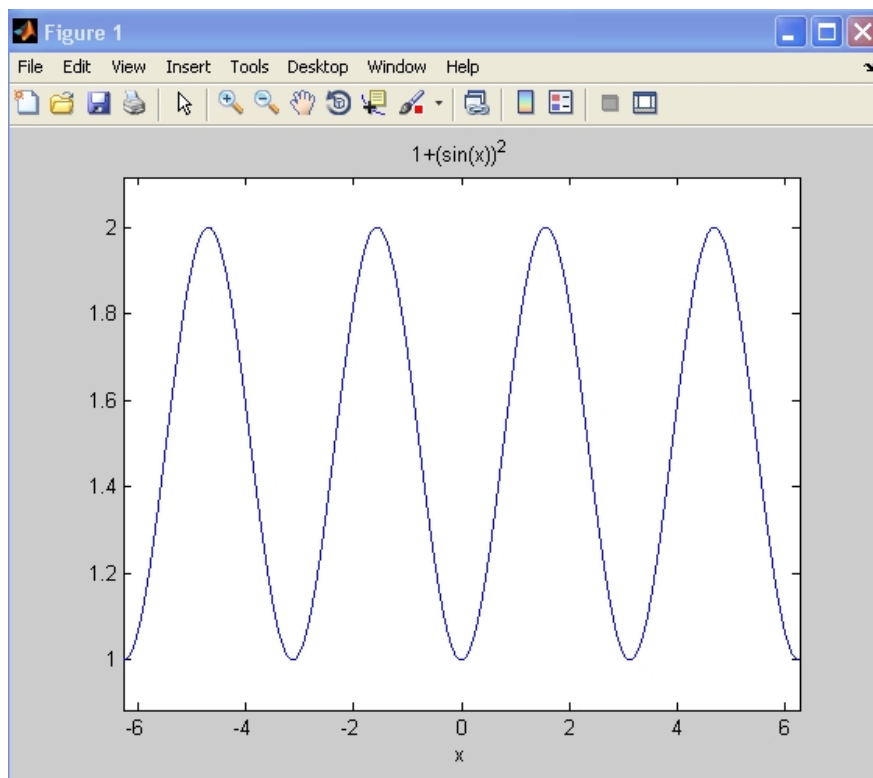 Figure 1
File Edit View Insert Tools Desktop Window Help
1+(sin(x))²
2
1.8
1.6
1.4
1.2
1
-6 -4 -2 0 2 4 6
x